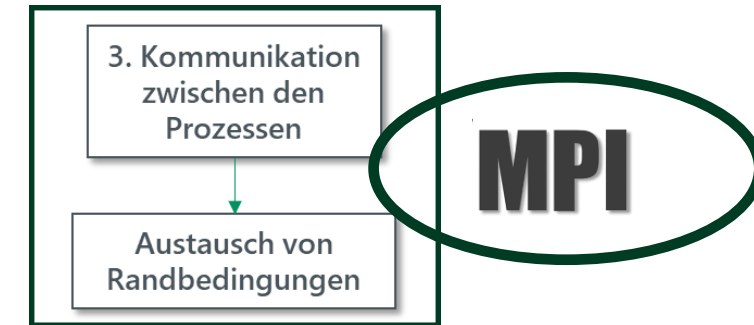 3. Kommunikation
zwischen den
Prozessen
MPI
Austausch von
Randbedingungen